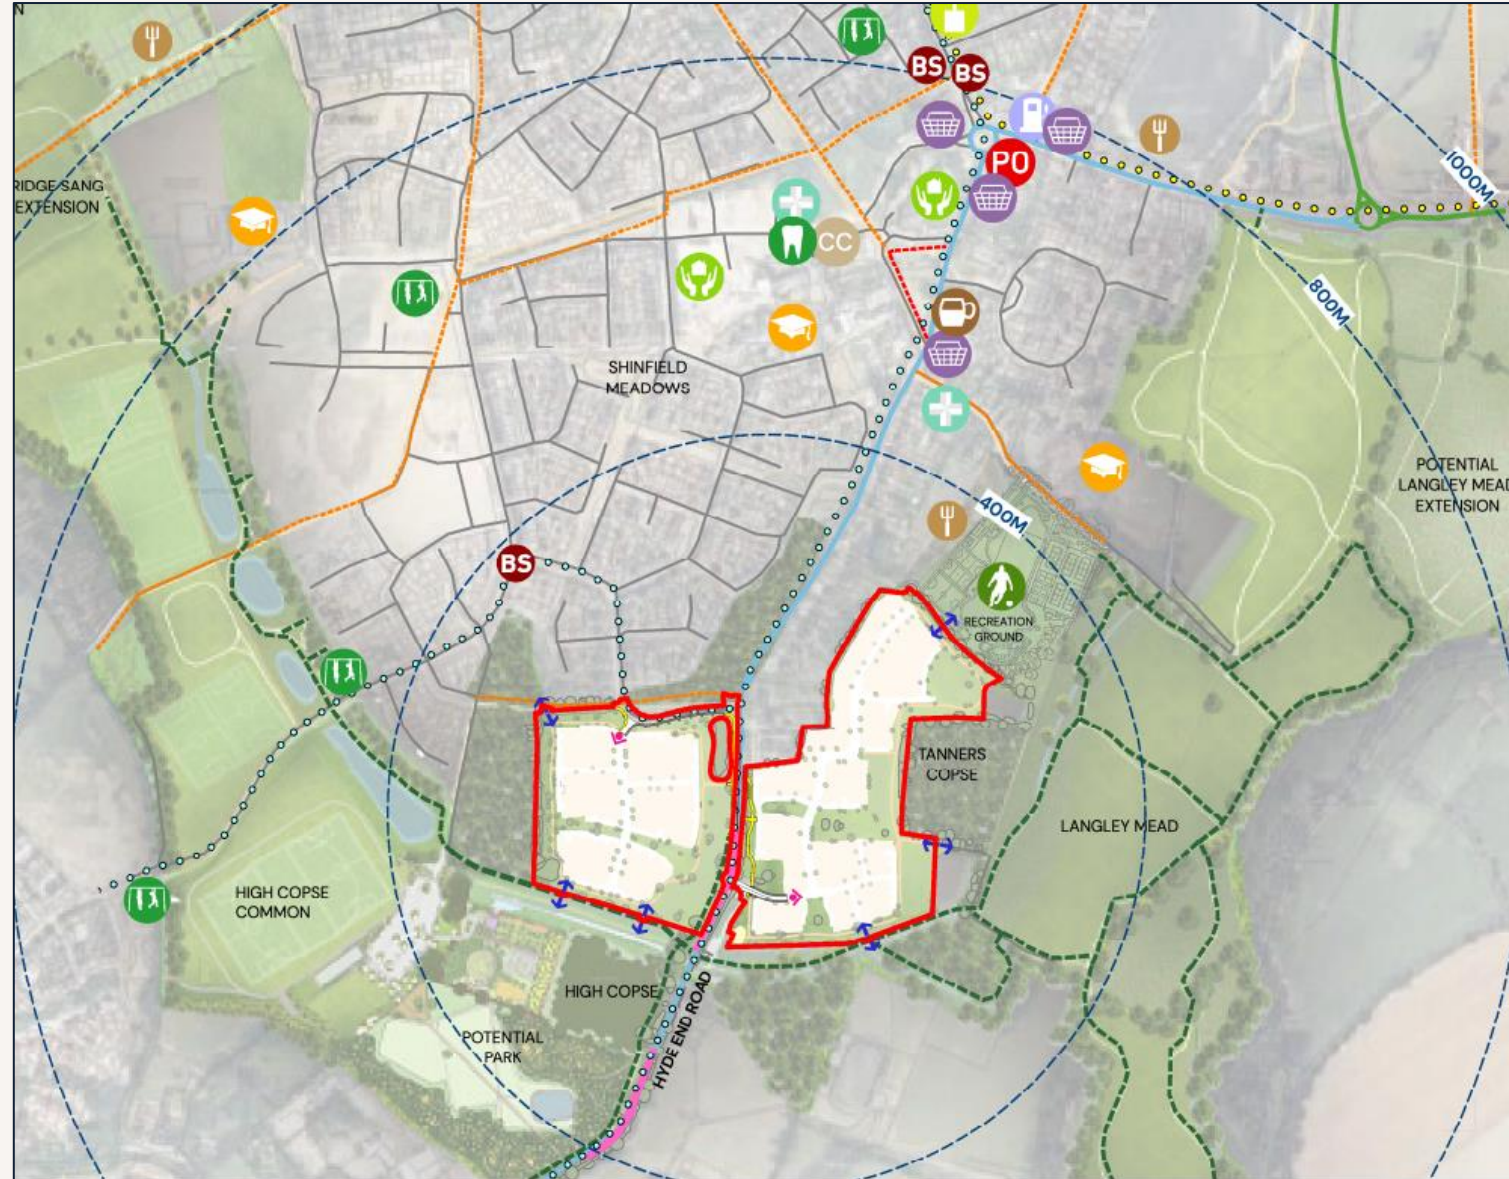 N
BS
BS
PO
1000M
RIDGE SANG
EXTENSION
CC
800M
SHINFIELD
MEADOWS
POTENTIAL
LANGLEY MEAD
EXTENSION
400M
BS
RECREATION
GROUND
TANNERS
COPSE
LANGLEY MEAD
HIGH COPSE
COMMON
HIGH COPSE
HYDE END ROAD
POTENTIAL
PARK